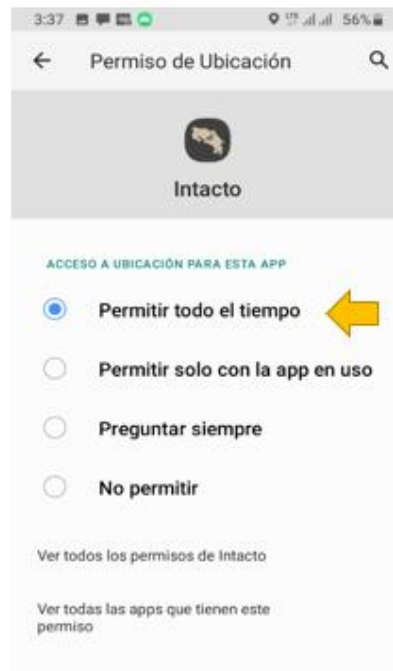 3:37 56%
Permiso de Ubicación
Intacto
ACCESO A UBICACIÓN PARA ESTA APP
Permitir todo el tiempo
Permitir solo con la app en uso
Preguntar siempre
No permitir
Ver todos los permisos de Intacto
Ver todas las apps que tienen este
permiso